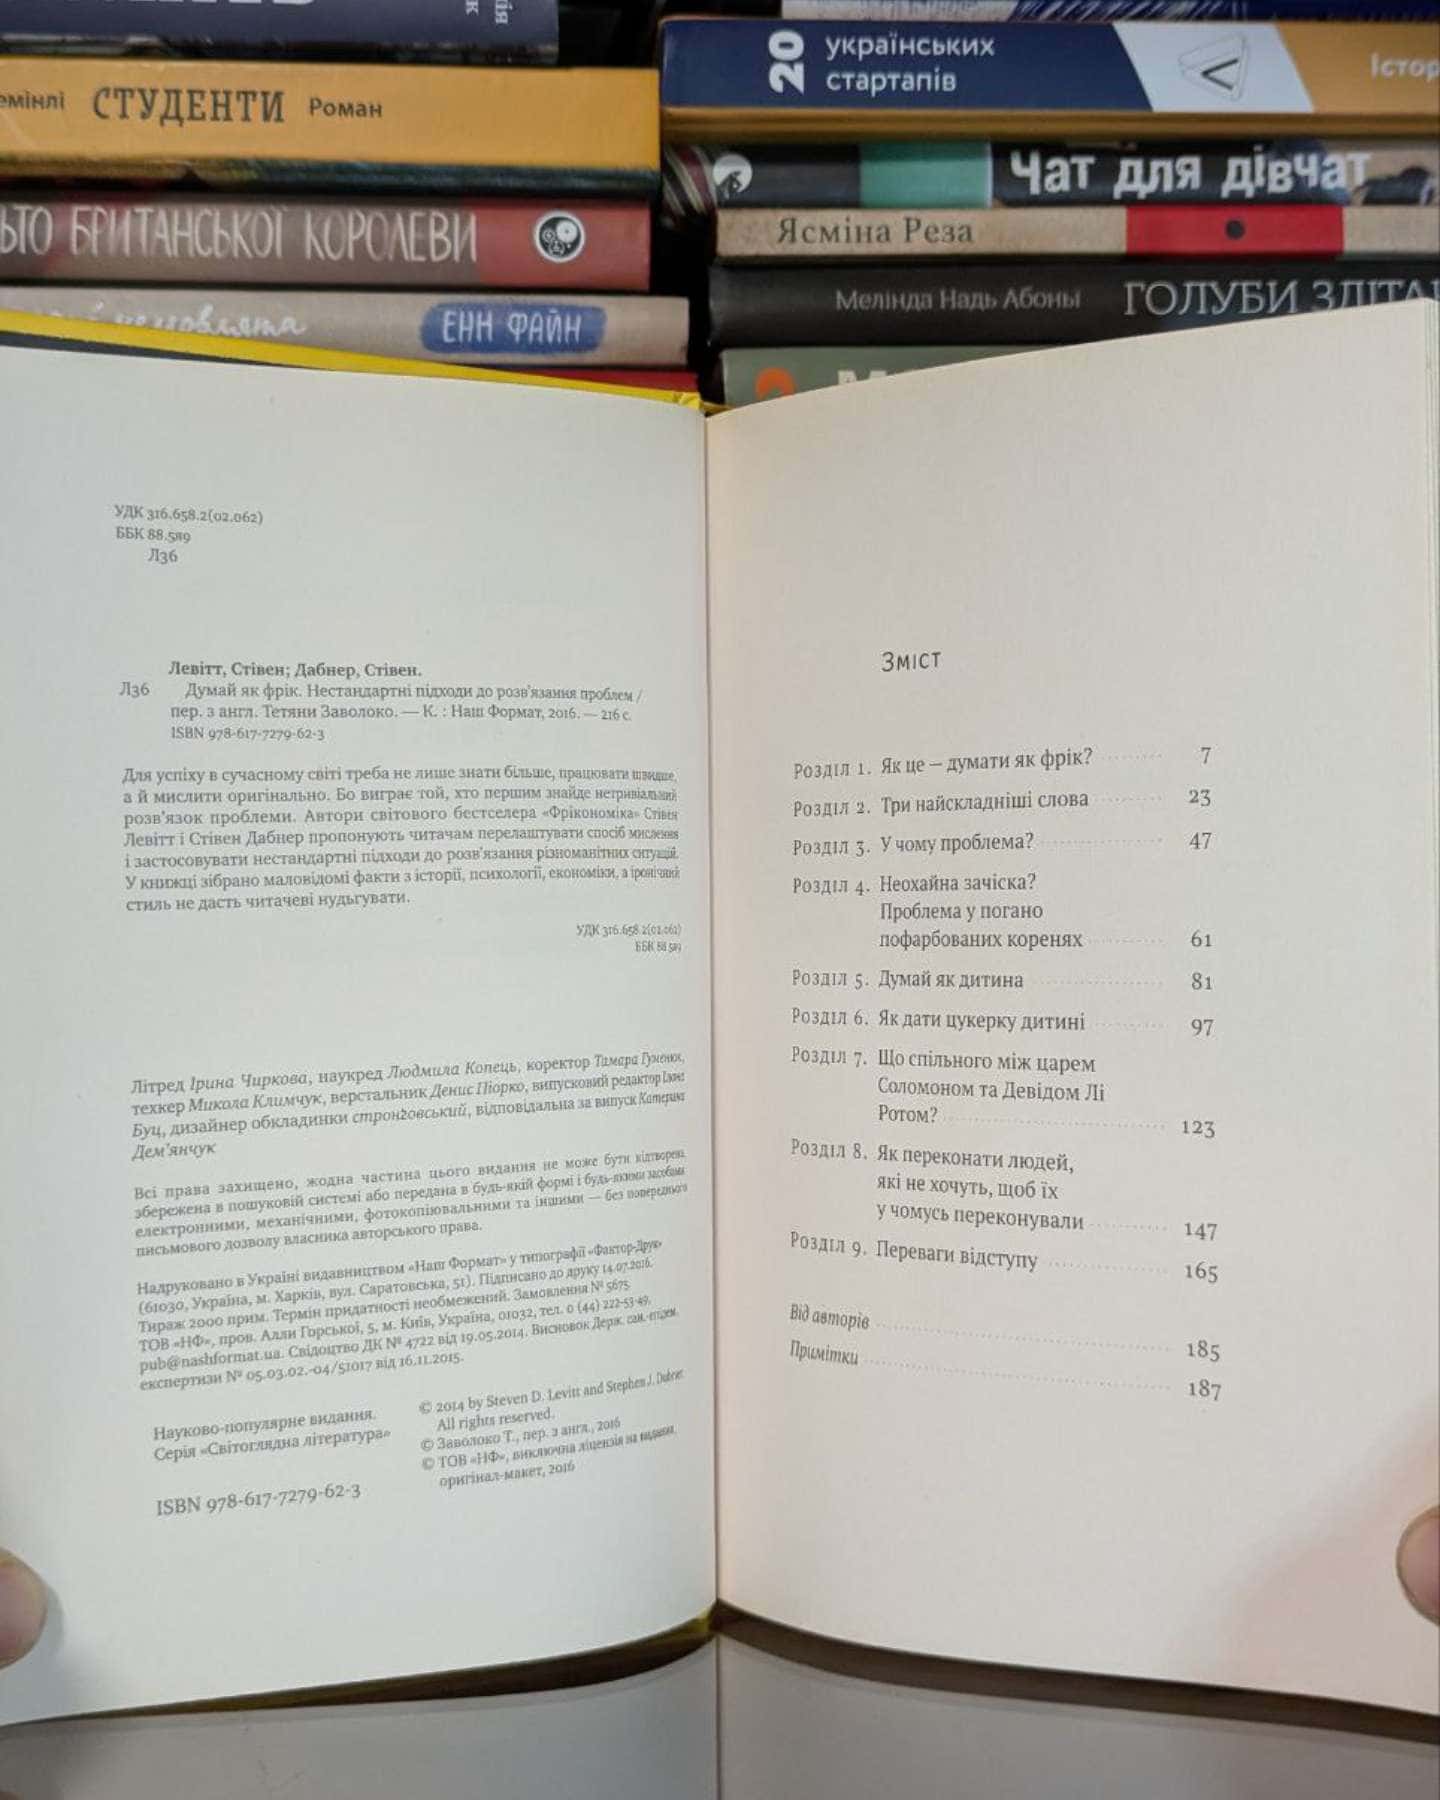 20 українських
стартапів
Істор
СТУДЕНТИ Роман
Чат для дівчат
БРИТАНСЬКОЇ КОРОЛЕВИ
Ясміна Реза
Мелінда Надь Абоньї ГОЛУБИ
ЕНН ФАЙН
УДК 316.658.2(02.062)
ББК 88.589
Л36
Левітт, Стівен; Дабнер, Стівен.
Л36 Думай як фрік. Нестандартні підходи до розв'язання проблем /
пер. з англ. Тетяни Заволоко. — К. : Наш Формат, 2016. — 216 с.
ISBN 978-617-7279-62-3
Для успіху в сучасному світі треба не лише знати більше, працювати швидше,
а й мислити оригінально. Бо виграє той, хто першим знайде нетривіальний
розв'язок проблеми. Автори світового бестселера «Фрікономіка» Стівен
Левітт і Стівен Дабнер пропонують читачам перелаштувати спосіб мислення
і застосовувати нестандартні підходи до розв'язання різноманітних ситуацій.
У книжці зібрано маловідомі факти з історії, психології, економіки, а іронічний
стиль не дасть читачеві нудьгувати.
УДК 316.658.2(02.062)
ББК 88.589
Літред Ірина Чиркова, наукред Людмила Копець, коректор Тамара Гуменюк,
техкер Микола Климчук, верстальник Денис Піорко, випусковий редактор
Буц, дизайнер обкладинки стронґовський, відповідальна за випуск Катерина
Дем'янчук
Всі права захищено, жодна частина цього видання не може бути відтворена,
збережена в пошуковій системі або передана в будь-якій формі і будь-якими засобами
електронними, механічними, фотокопіювальними та іншими — без попереднього
письмового дозволу власника авторського права.
Надруковано в Україні видавництвом «Наш Формат» у типографії «Фактор-Друк»
(61030, Україна, м. Харків, вул. Саратовська, 51). Підписано до друку 14.07.2016.
Тираж 2000 прим. Термін придатності необмежений. Замовлення № 5675.
ТОВ «НФ», пров. Алли Горської, 5, м. Київ, Україна, 01032, тел. 0 (44) 222-53-49,
pub@nashformat.ua. Свідоцтво ДК № 4722 від 19.05.2014. Висновок Держ. сан.-епідем.
експертизи № 05.03.02.-04/51017 від 16.11.2015.
Науково-популярне видання.
Серія «Світоглядна література»
ISBN 978-617-7279-62-3
© 2014 by Steven D. Levitt and Stephen J. Dubner
All rights reserved.
© Заволоко Т., пер. з англ., 2016
© ТОВ «НФ», виключна ліцензія на видання,
оригінал-макет, 2016
Зміст
Розділ 1. Як це — думати як фрік? 7
Розділ 2. Три найскладніші слова 23
Розділ 3. У чому проблема? 47
Розділ 4. Неохайна зачіска?
Проблема у погано
пофарбованих коренях 61
Розділ 5. Думай як дитина 81
Розділ 6. Як дати цукерку дитині 97
Розділ 7. Що спільного між царем
Соломоном та Девідом Лі
Ротом? 123
Розділ 8. Як переконати людей,
які не хочуть, щоб їх
у чомусь переконували 147
Розділ 9. Переваги відступу 165
Від авторів 185
Примітки 187